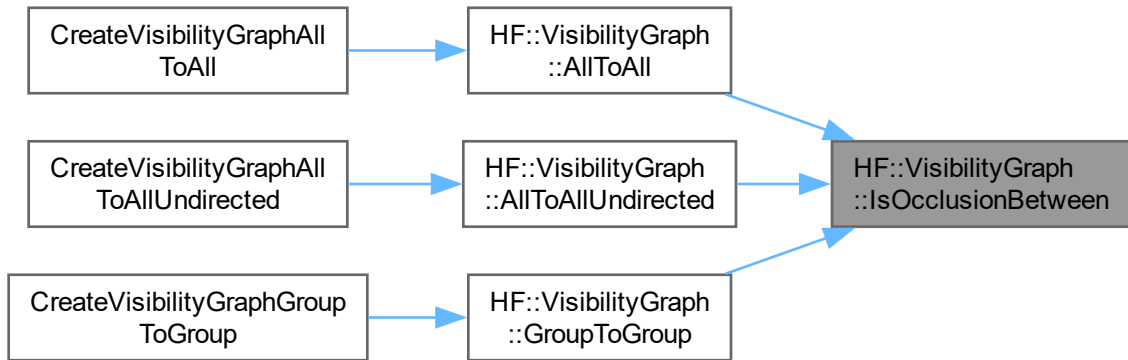 CreateVisibilityGraphAll
ToAll
HF::VisibilityGraph
::AllToAll
CreateVisibilityGraphAll
ToAllUndirected
HF::VisibilityGraph
::AllToAllUndirected
HF::VisibilityGraph
::IsOcclusionBetween
CreateVisibilityGraphGroup
ToGroup
HF::VisibilityGraph
::GroupToGroup